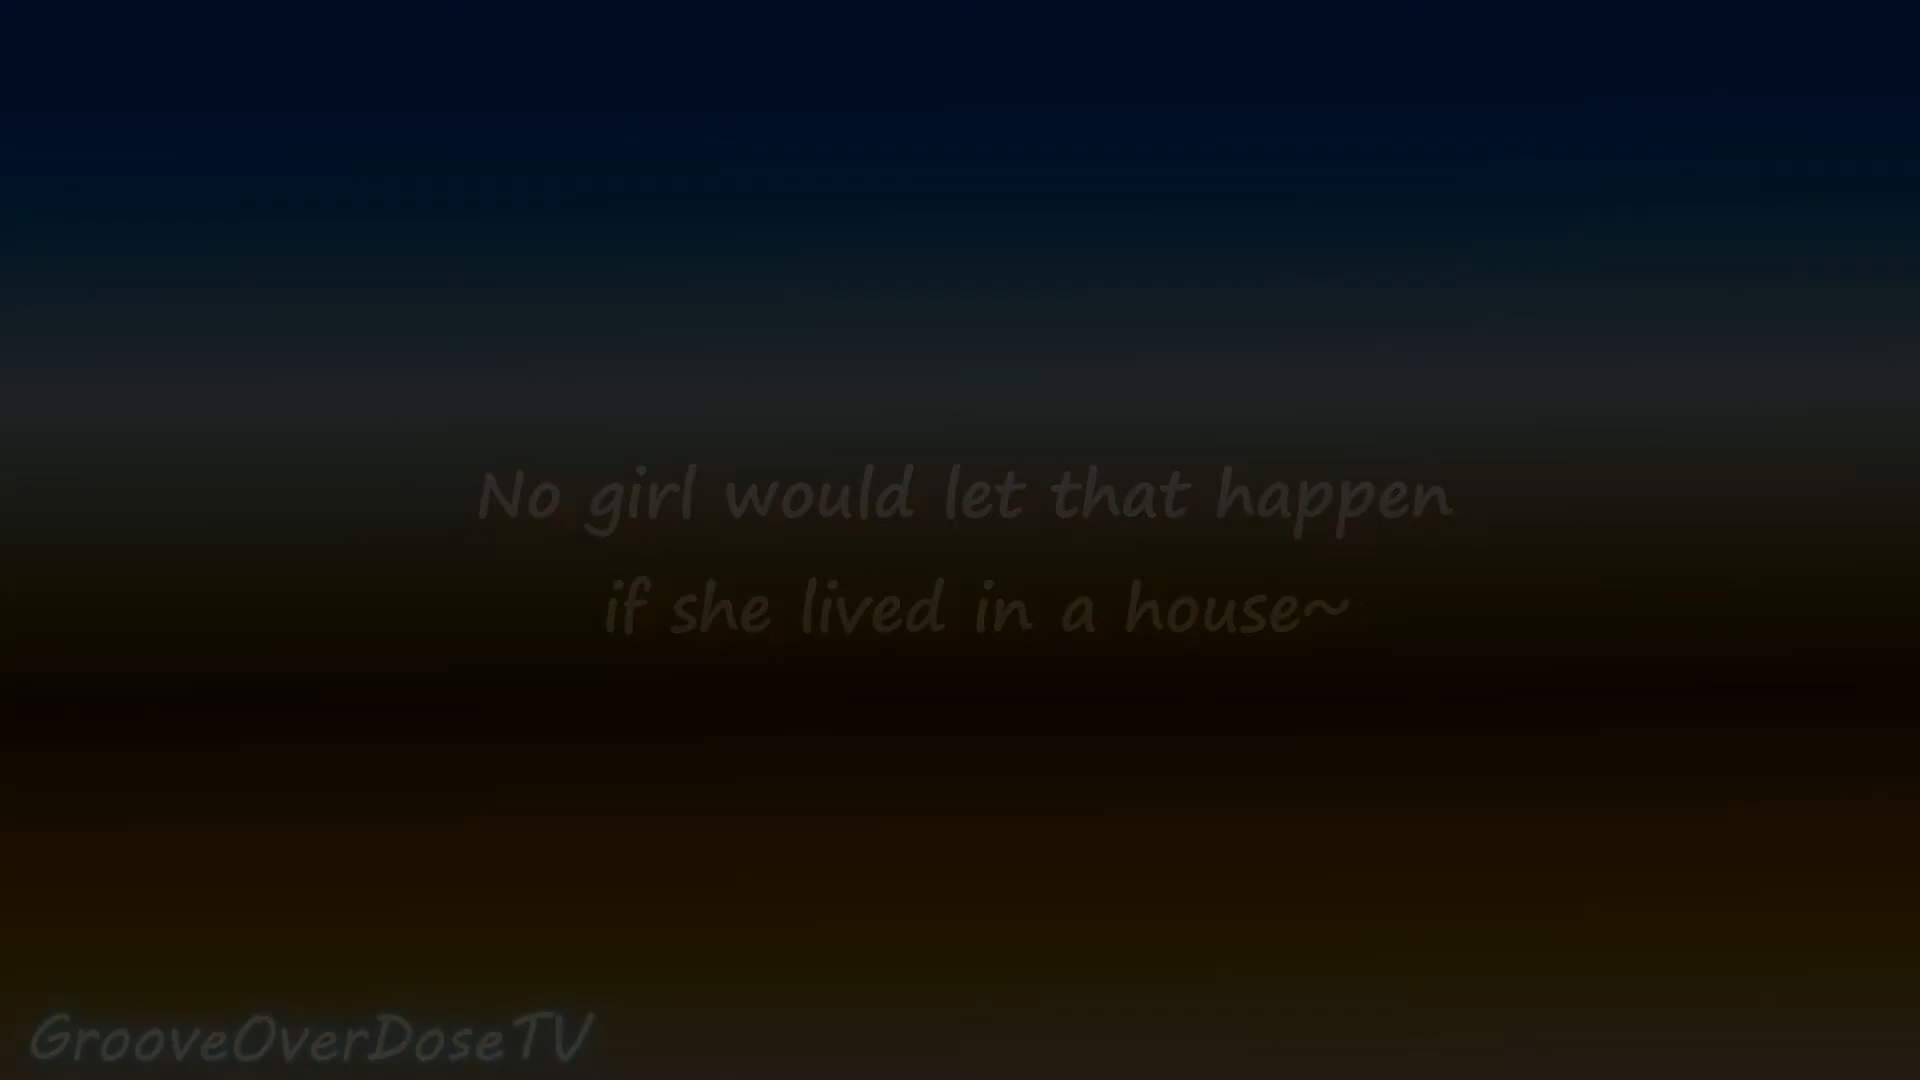 No girl would let that happen
if she lived in a house~
GrooveOverDoseTV